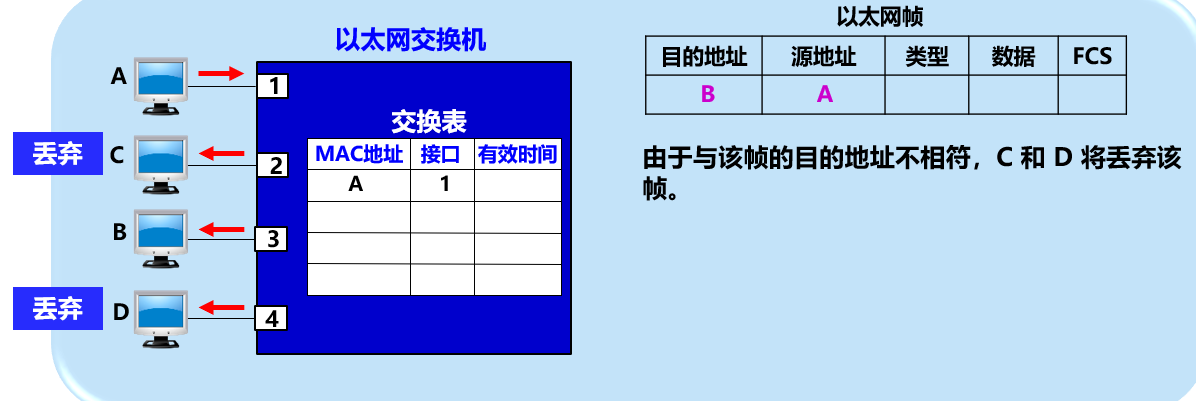 以太网帧
目的地址 源地址 类型 数据 FCS
B A
由于与该帧的目的地址不相符，C 和 D 将丢弃该
帧。
以太网交换机
A 1
丢弃 C 2
B 3
丢弃 D 4
交换表
MAC地址 接口 有效时间
A 1